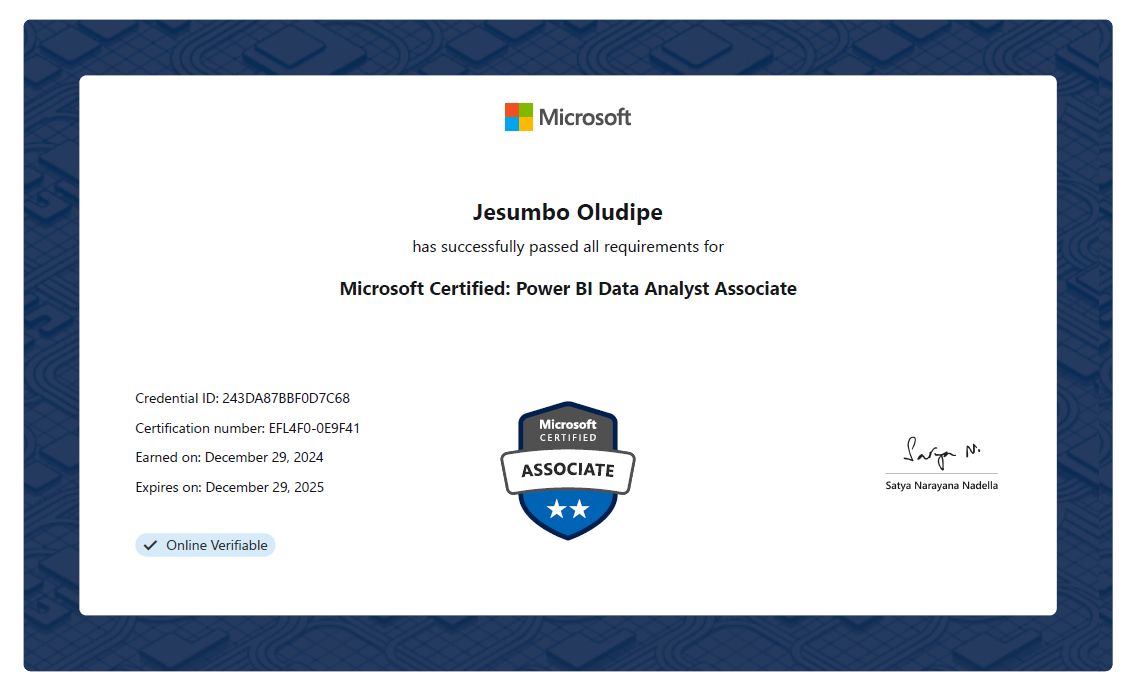 Microsoft
Jesumbo Oludipe
has successfully passed all requirements for
Microsoft Certified: Power BI Data Analyst Associate
Credential ID: 243DA87BBF0D7C68
Certification number: EFL4F0-0E9F41
Earned on: December 29, 2024
Expires on: December 29, 2025
Online Verifiable
Microsoft
CERTIFIED
ASSOCIATE
Satya N.
Satya Narayana Nadella